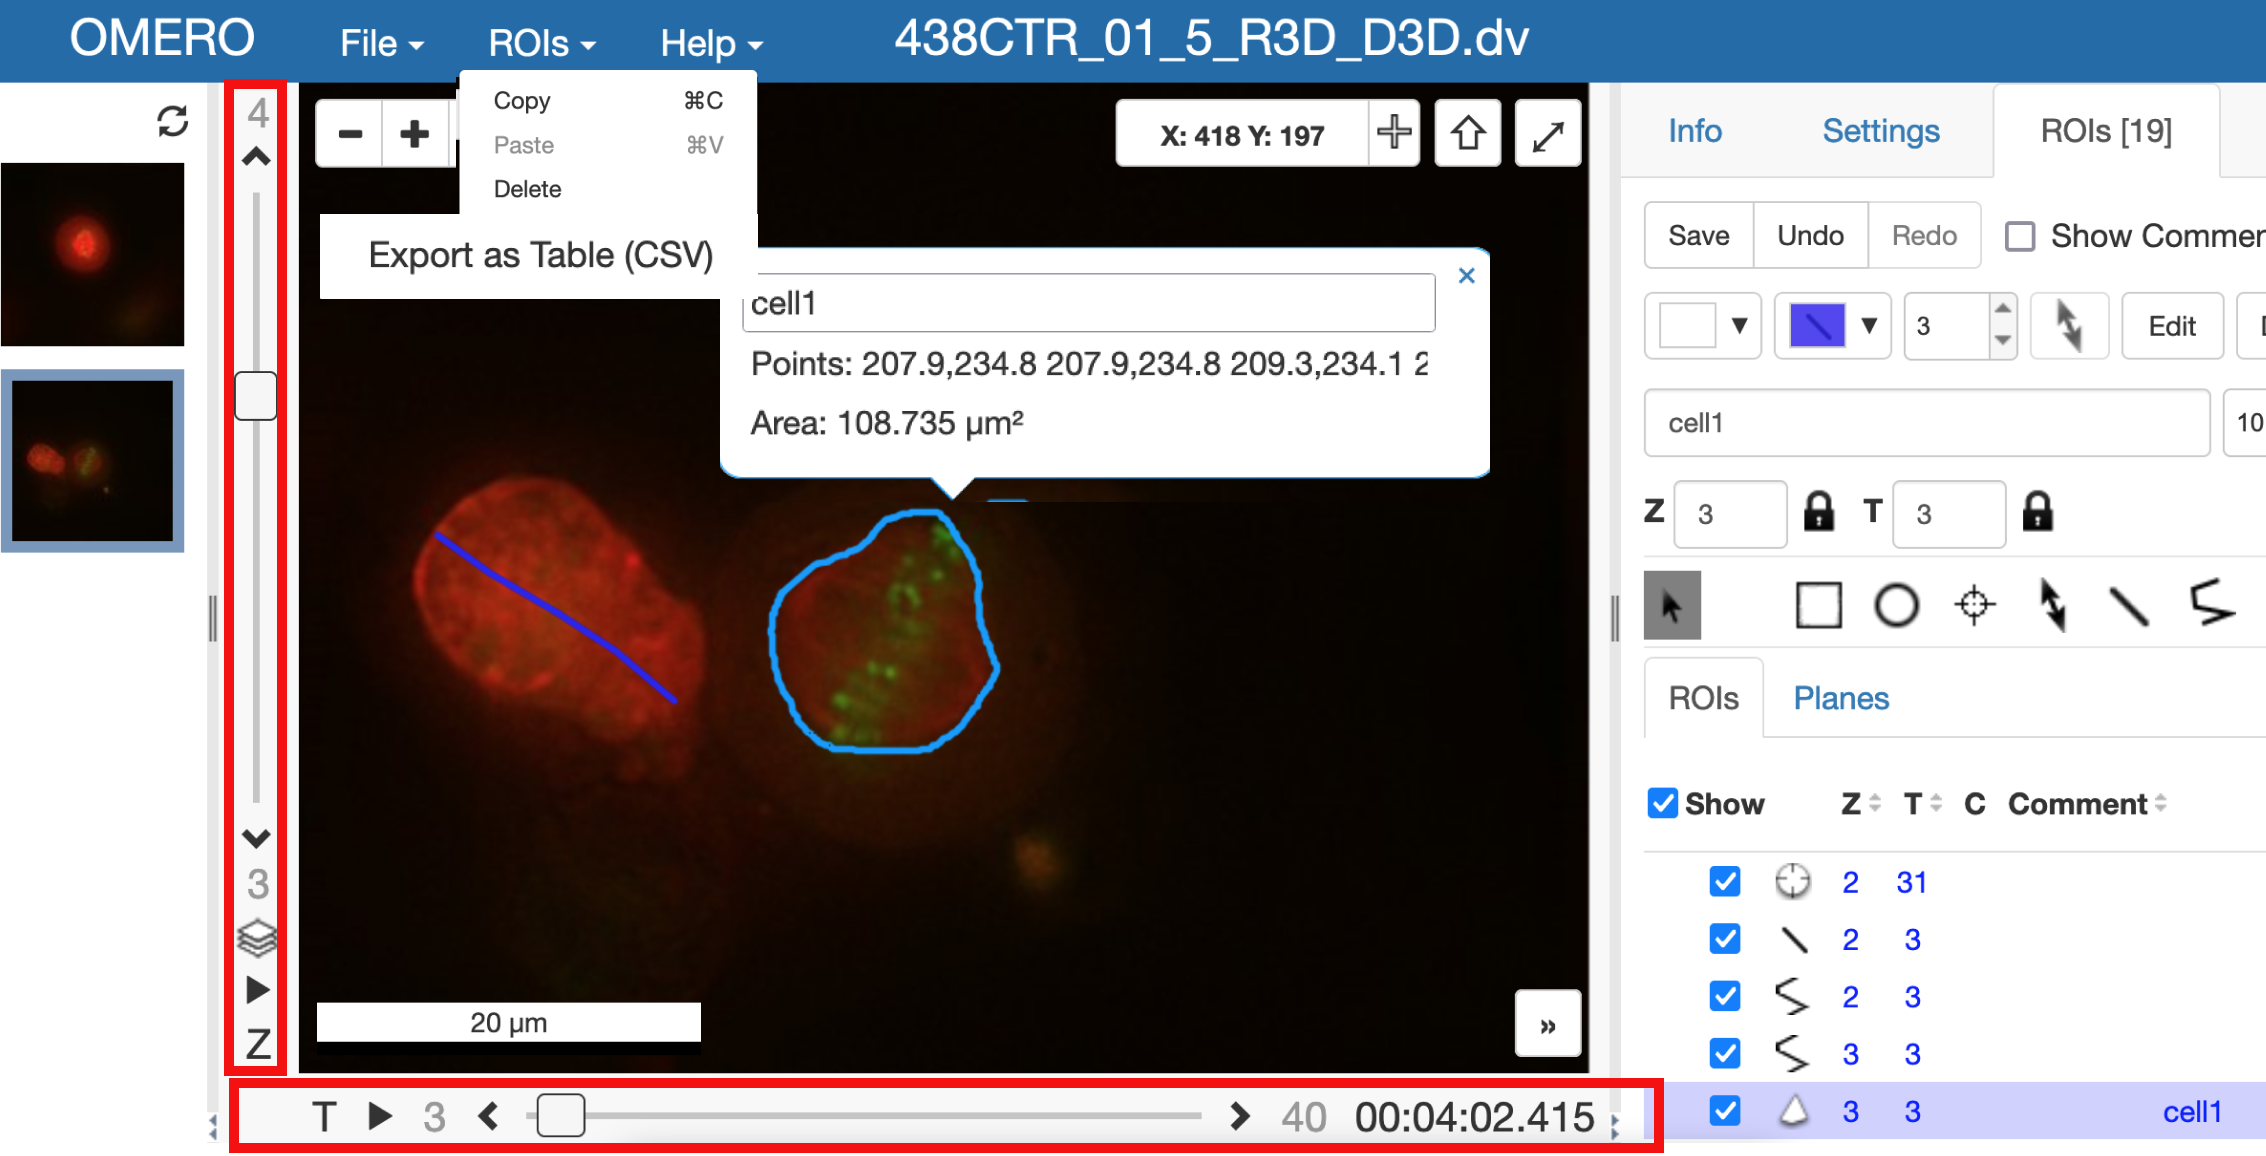 OMERO File ROIs Help 438CTR_01_5_R3D_D3D.dv
Copy ⌘C
Paste ⌘V
Delete
Export as Table (CSV)
4
3
Z
X: 418 Y: 197
cell1
Points: 207.9,234.8 207.9,234.8 209.3,234.1 2
Area: 108.735 µm²
20 µm
»
T 3 40 00:04:02.415
Info Settings ROIs [19]
Save Undo Redo Show Commen
3 Edit
cell1 10
Z 3 T 3
ROIs Planes
Show Z T C Comment
2 31
2 3
2 3
3 3
3 3 cell1